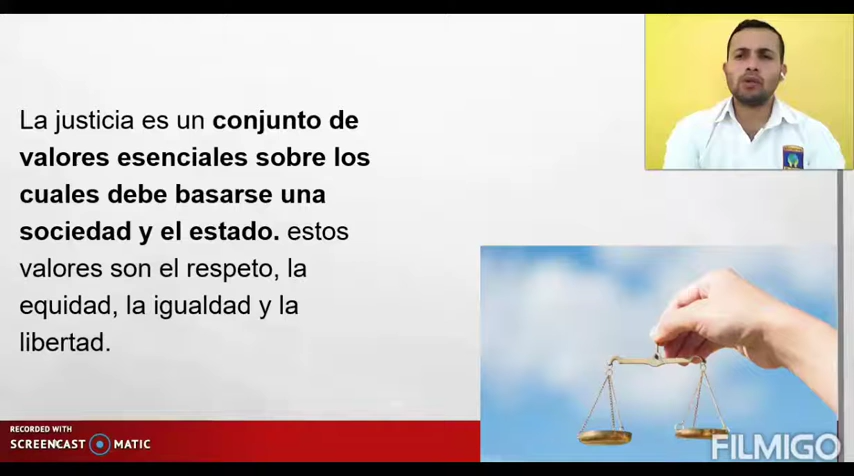 La justicia es un conjunto de
valores esenciales sobre los
cuales debe basarse una
sociedad y el estado. estos
valores son el respeto, la
equidad, la igualdad y la
libertad.
RECORDED WITH
SCREENCAST MATIC
FILMIGO